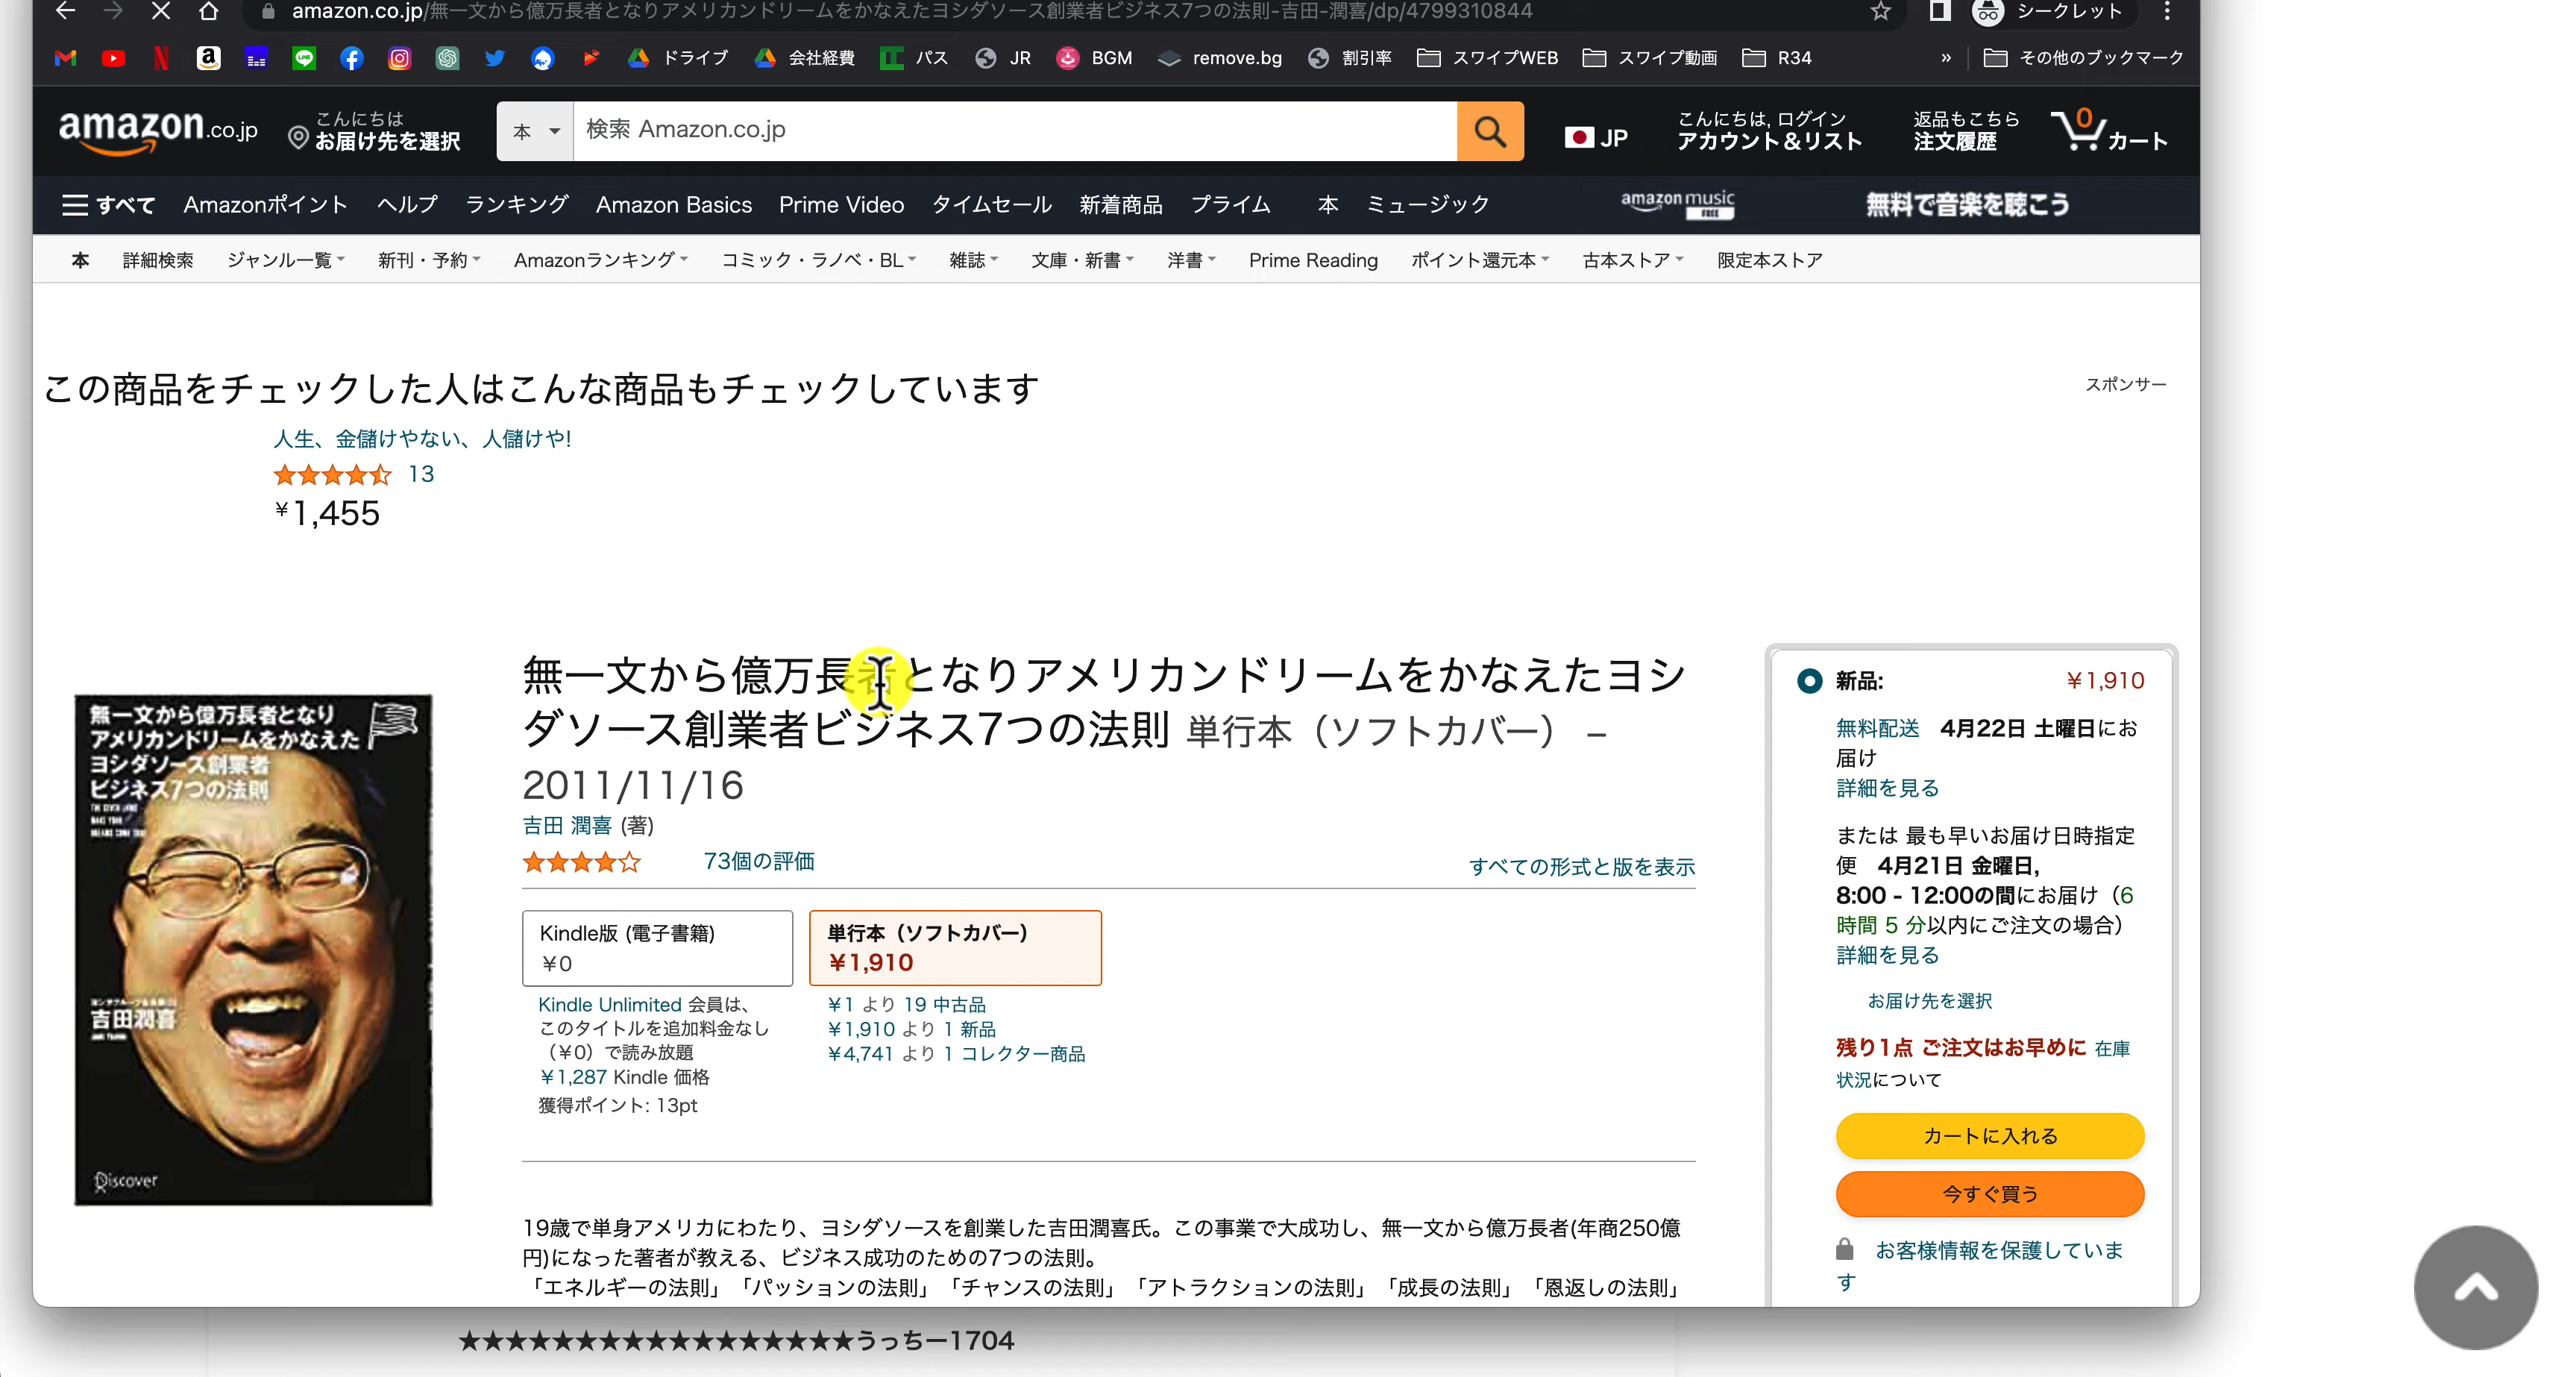 amazon.co.jp/無一文から億万長者となりアメリカンドリームをかなえたヨシダソース創業者ビジネス7つの法則-吉田-潤喜/dp/4799310844
シークレット
ドライブ 会社経費 パス JR BGM remove.bg 割引率 スワイプWEB スワイプ動画 R34 » その他のブックマーク
amazon.co.jp
こんにちは
お届け先を選択
本
検索 Amazon.co.jp
JP
こんにちは, ログイン
アカウント&リスト
返品もこちら
注文履歴
0
カート
すべて Amazonポイント ヘルプ ランキング Amazon Basics Prime Video タイムセール 新着商品 プライム 本 ミュージック
amazon music
FREE
無料で音楽を聴こう
本 詳細検索 ジャンル一覧 新刊・予約 Amazonランキング コミック・ラノベ・BL 雑誌 文庫・新書 洋書 Prime Reading ポイント還元本 古本ストア 限定本ストア
この商品をチェックした人はこんな商品もチェックしています
スポンサー
人生、金儲けやない、人儲けや!
13
¥1,455
無一文から億万長者となり
アメリカンドリームをかなえた
ヨシダソース創業者
ビジネス7つの法則
吉田潤喜
Discover
無一文から億万長者となりアメリカンドリームをかなえたヨシ
ダソース創業者ビジネス7つの法則 単行本（ソフトカバー） –
2011/11/16
吉田 潤喜 (著)
73個の評価
すべての形式と版を表示
Kindle版 (電子書籍)
¥0
Kindle Unlimited 会員は、
このタイトルを追加料金なし
（¥0）で読み放題
¥1,287 Kindle 価格
獲得ポイント: 13pt
単行本（ソフトカバー）
¥1,910
¥1 より 19 中古品
¥1,910 より 1 新品
¥4,741 より 1 コレクター商品
19歳で単身アメリカにわたり、ヨシダソースを創業した吉田潤喜氏。この事業で大成功し、無一文から億万長者(年商250億
円)になった著者が教える、ビジネス成功のための7つの法則。
「エネルギーの法則」「パッションの法則」「チャンスの法則」「アトラクションの法則」「成長の法則」「恩返しの法則」
新品:
¥1,910
無料配送 4月22日 土曜日にお
届け
詳細を見る
または 最も早いお届け日時指定
便 4月21日 金曜日,
8:00 - 12:00の間にお届け（6
時間 5 分以内にご注文の場合）
詳細を見る
お届け先を選択
残り1点 ご注文はお早めに 在庫
状況について
カートに入れる
今すぐ買う
お客様情報を保護していま
す
★★★★★★★★★★★★★★★★★うっちー1704